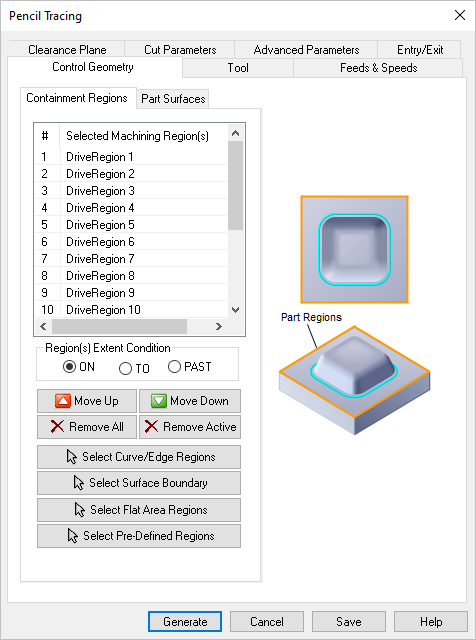 Pencil Tracing
Clearance Plane Cut Parameters Advanced Parameters Entry/Exit
Control Geometry Tool Feeds & Speeds
Containment Regions Part Surfaces
# Selected Machining Region(s)
1 DriveRegion 1
2 DriveRegion 2
3 DriveRegion 3
4 DriveRegion 4
5 DriveRegion 5
6 DriveRegion 6
7 DriveRegion 7
8 DriveRegion 8
9 DriveRegion 9
10 DriveRegion 10
Part Regions
Region(s) Extent Condition
ON TO PAST
Move Up Move Down
Remove All Remove Active
Select Curve/Edge Regions
Select Surface Boundary
Select Flat Area Regions
Select Pre-Defined Regions
Generate Cancel Save Help